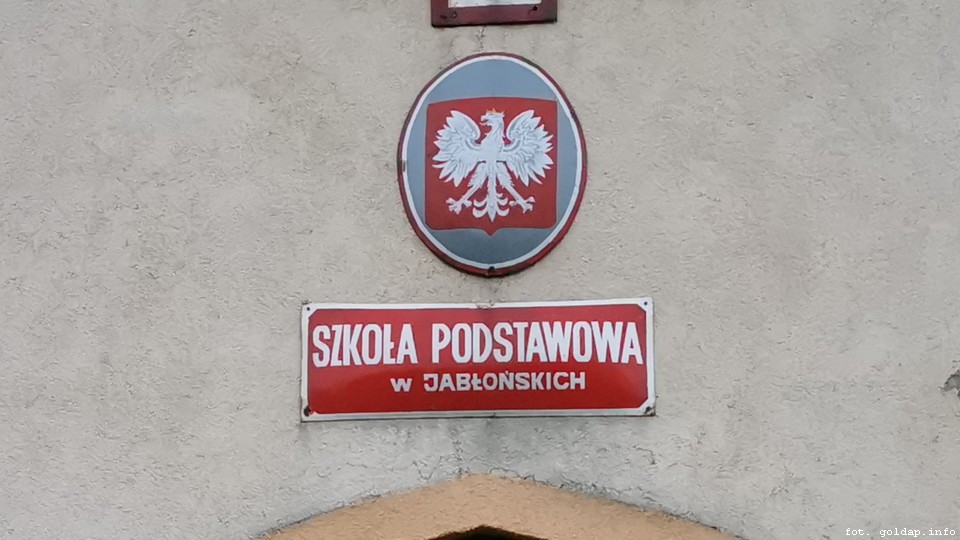 SZKOŁA PODSTAWOWA
w JABŁOŃSKICH
fot. goldap.info